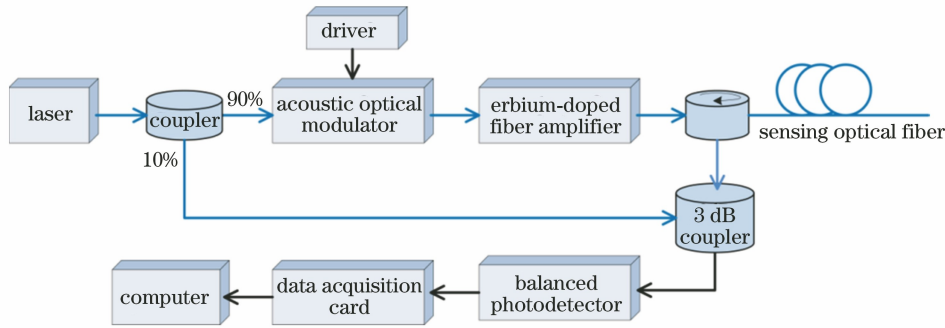 driver
laser
coupler
90%
acoustic optical
modulator
erbium-doped
fiber amplifier
sensing optical fiber
10%
3 dB
coupler
computer
data acquisition
card
balanced
photodetector